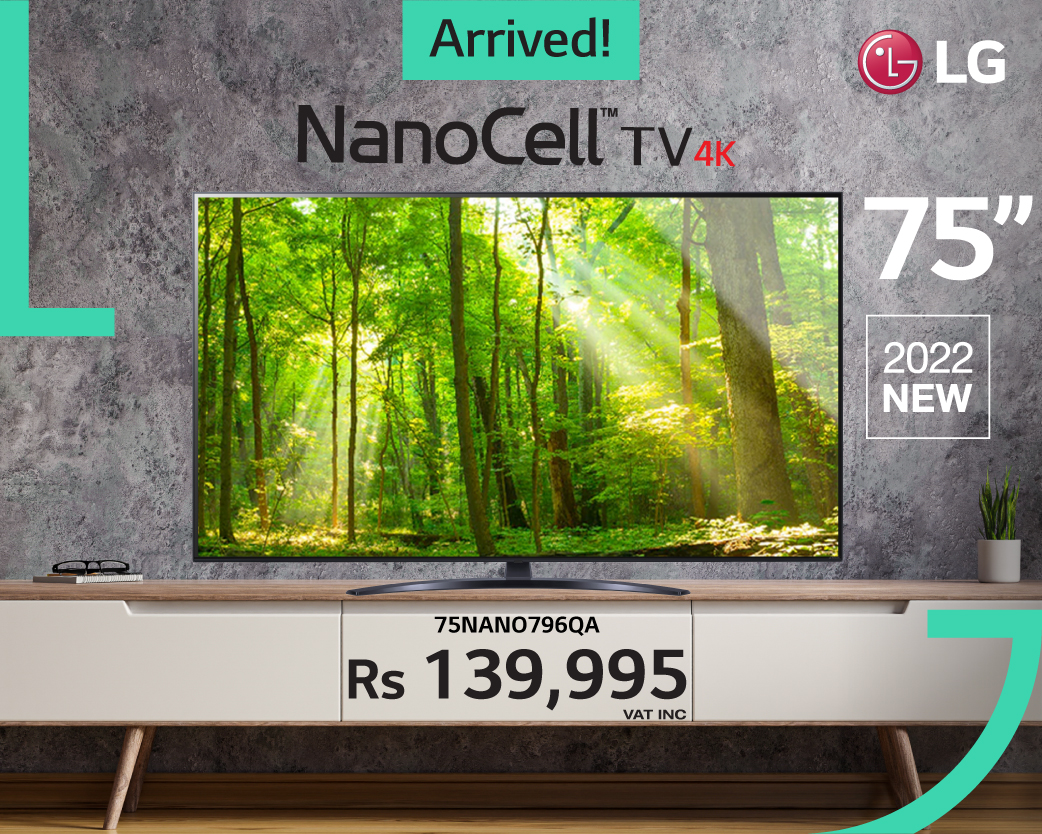 Arrived!
LG
NanoCell™ TV 4K
75”
2022
NEW
75NANO796QA
Rs 139,995
VAT INC